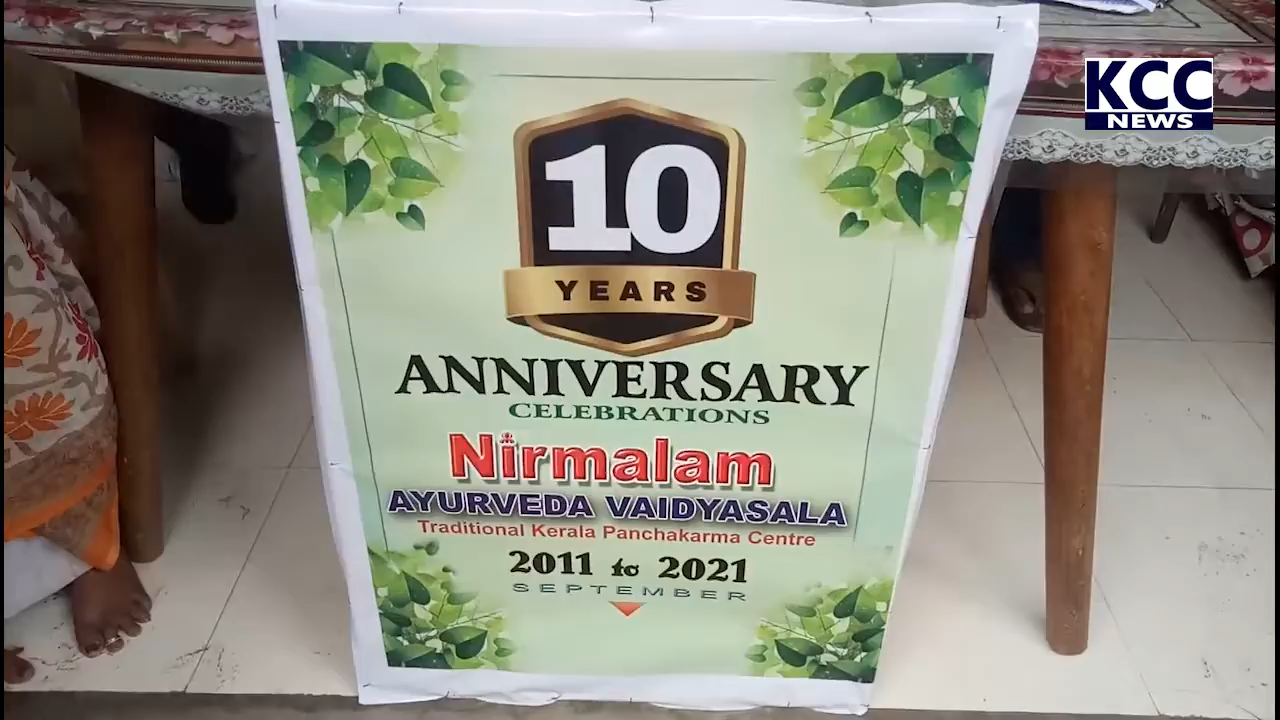 KCC
NEWS
10
YEARS
ANNIVERSARY
CELEBRATIONS
Nirmalam
AYURVEDA VAIDYASALA
Traditional Kerala Panchakarma Centre
2011 to 2021
SEPTEMBER